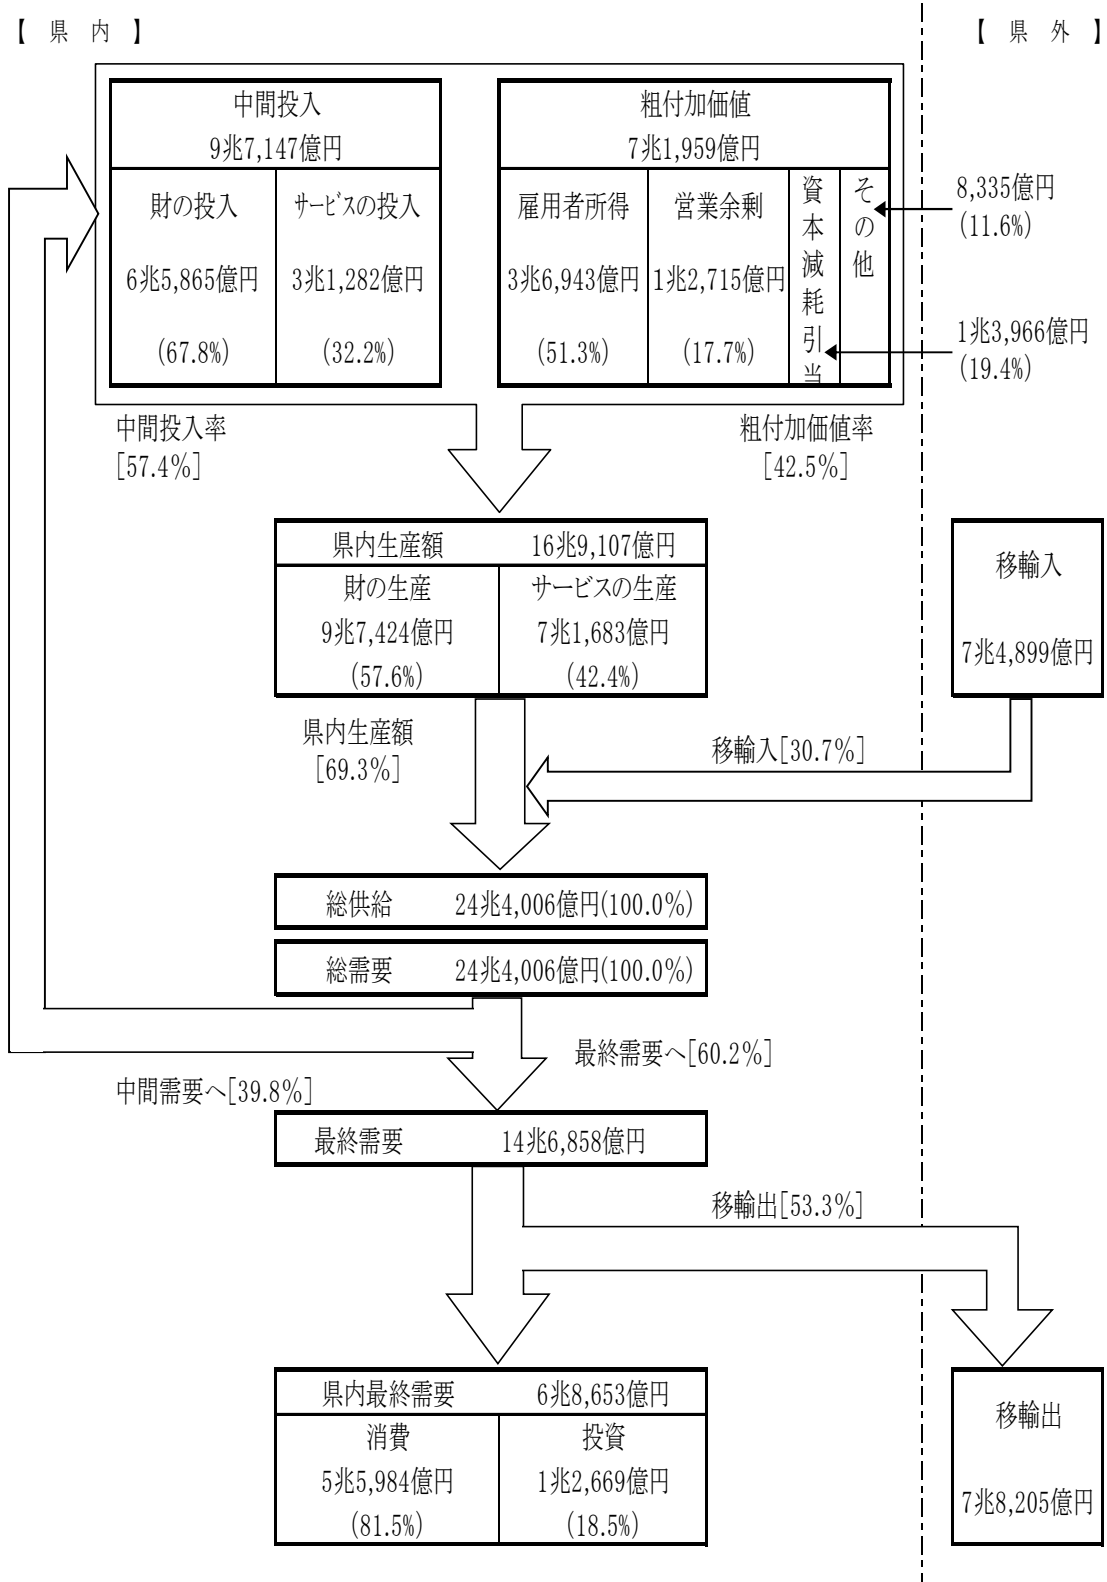 【 県 内 】
【 県 外 】
中間投入
9兆7,147億円
財の投入
6兆5,865億円
(67.8%)
サービスの投入
3兆1,282億円
(32.2%)
粗付加価値
7兆1,959億円
雇用者所得
3兆6,943億円
(51.3%)
営業余剰
1兆2,715億円
(17.7%)
資本減耗引当
その他
8,335億円
(11.6%)
1兆3,966億円
(19.4%)
中間投入率
[57.4%]
粗付加価値率
[42.5%]
県内生産額 16兆9,107億円
財の生産
9兆7,424億円
(57.6%)
サービスの生産
7兆1,683億円
(42.4%)
移輸入
7兆4,899億円
県内生産額
[69.3%]
移輸入[30.7%]
総供給 24兆4,006億円(100.0%)
総需要 24兆4,006億円(100.0%)
最終需要へ[60.2%]
中間需要へ[39.8%]
最終需要 14兆6,858億円
移輸出[53.3%]
県内最終需要 6兆8,653億円
消費
5兆5,984億円
(81.5%)
投資
1兆2,669億円
(18.5%)
移輸出
7兆8,205億円